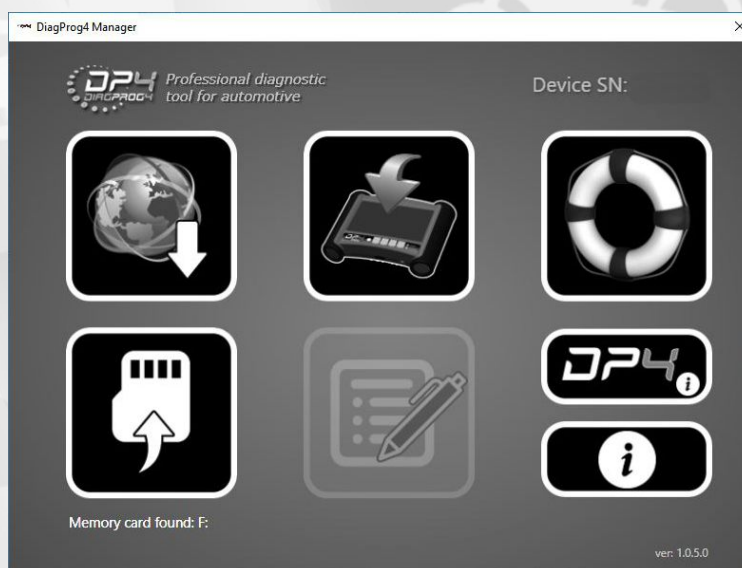 DiagProg4 Manager
DP4
DIAGPROG4
Professional diagnostic
tool for automotive
Device SN:
DP4
i
i
Memory card found: F:
ver: 1.0.5.0